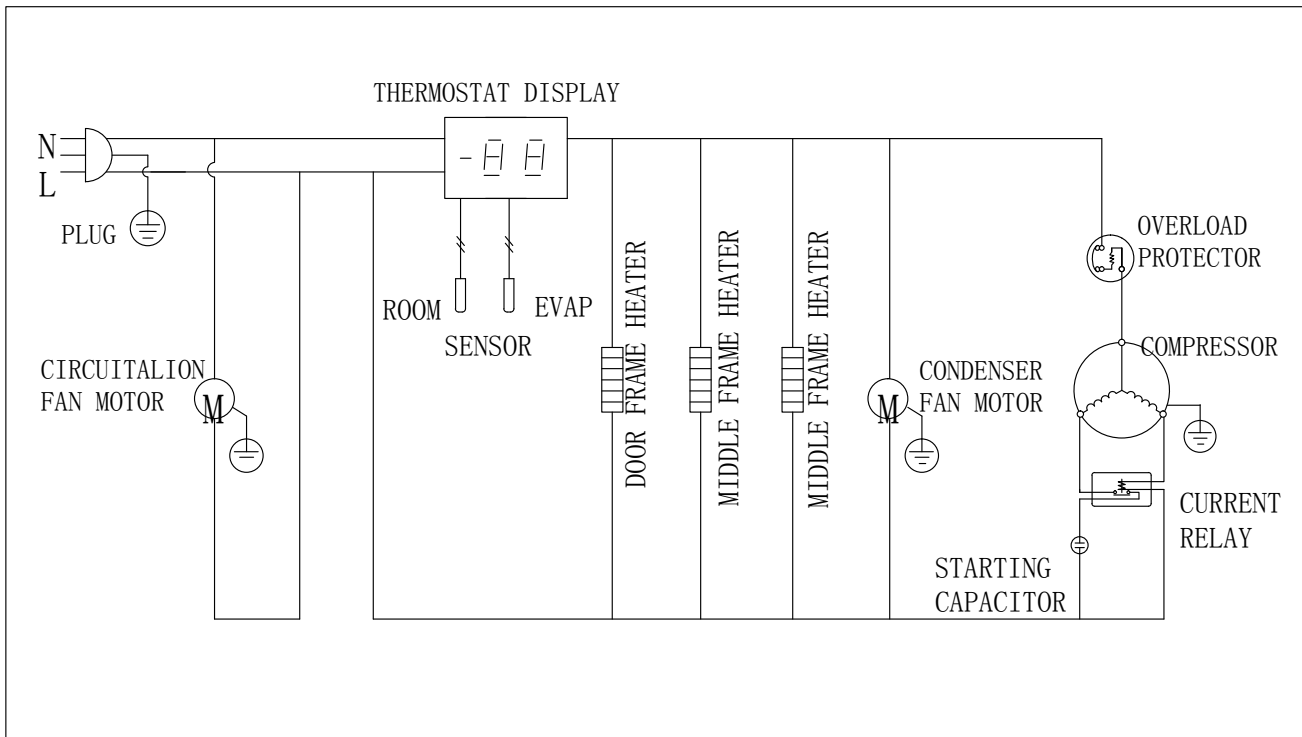 THERMOSTAT DISPLAY
N
L
PLUG
-88
ROOM
EVAP
SENSOR
CIRCUITALION
FAN MOTOR
M
DOOR FRAME HEATER
MIDDLE FRAME HEATER
MIDDLE FRAME HEATER
CONDENSER
FAN MOTOR
M
OVERLOAD
PROTECTOR
COMPRESSOR
CURRENT
RELAY
STARTING
CAPACITOR